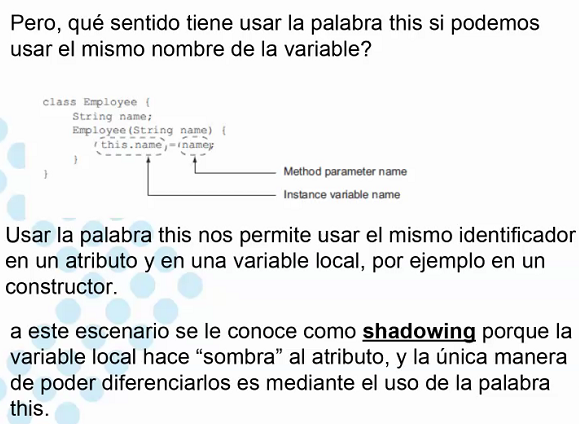 Pero, qué sentido tiene usar la palabra this si podemos
usar el mismo nombre de la variable?
class Employee {
String name;
Employee(String name) {
this.name = name;
}
}
Method parameter name
Instance variable name
Usar la palabra this nos permite usar el mismo identificador
en un atributo y en una variable local, por ejemplo en un
constructor.
a este escenario se le conoce como shadowing porque la
variable local hace “sombra” al atributo, y la única manera
de poder diferenciarlos es mediante el uso de la palabra
this.